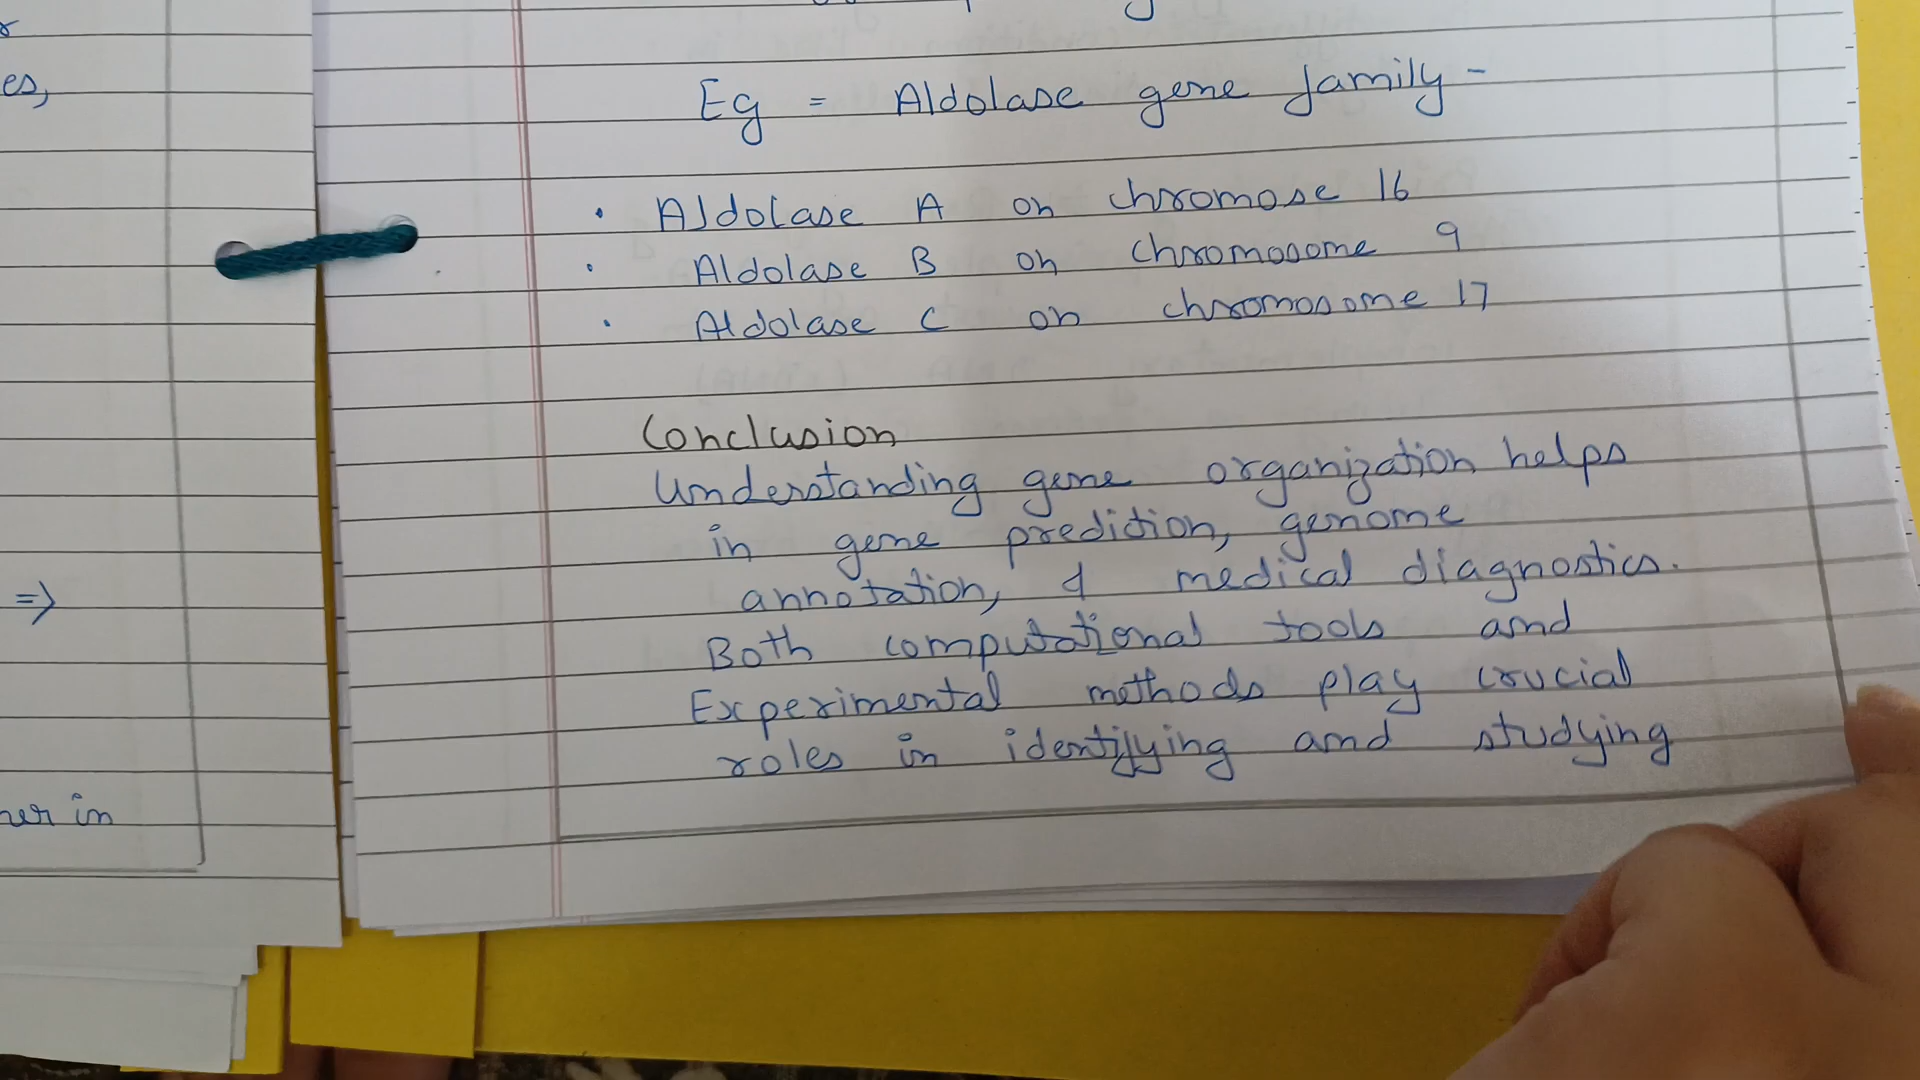 es,
=>
her in
Eg = Aldolase gene family -
• Aldolase A on chromose 16
• Aldolase B on chromosome 9
• Aldolase C on chromosome 17
Conclusion
Understanding gene organization helps
in gene prediction, genome
annotation, & medical diagnostics.
Both computational tools and
Experimental methods play crucial
roles in identifying and studying